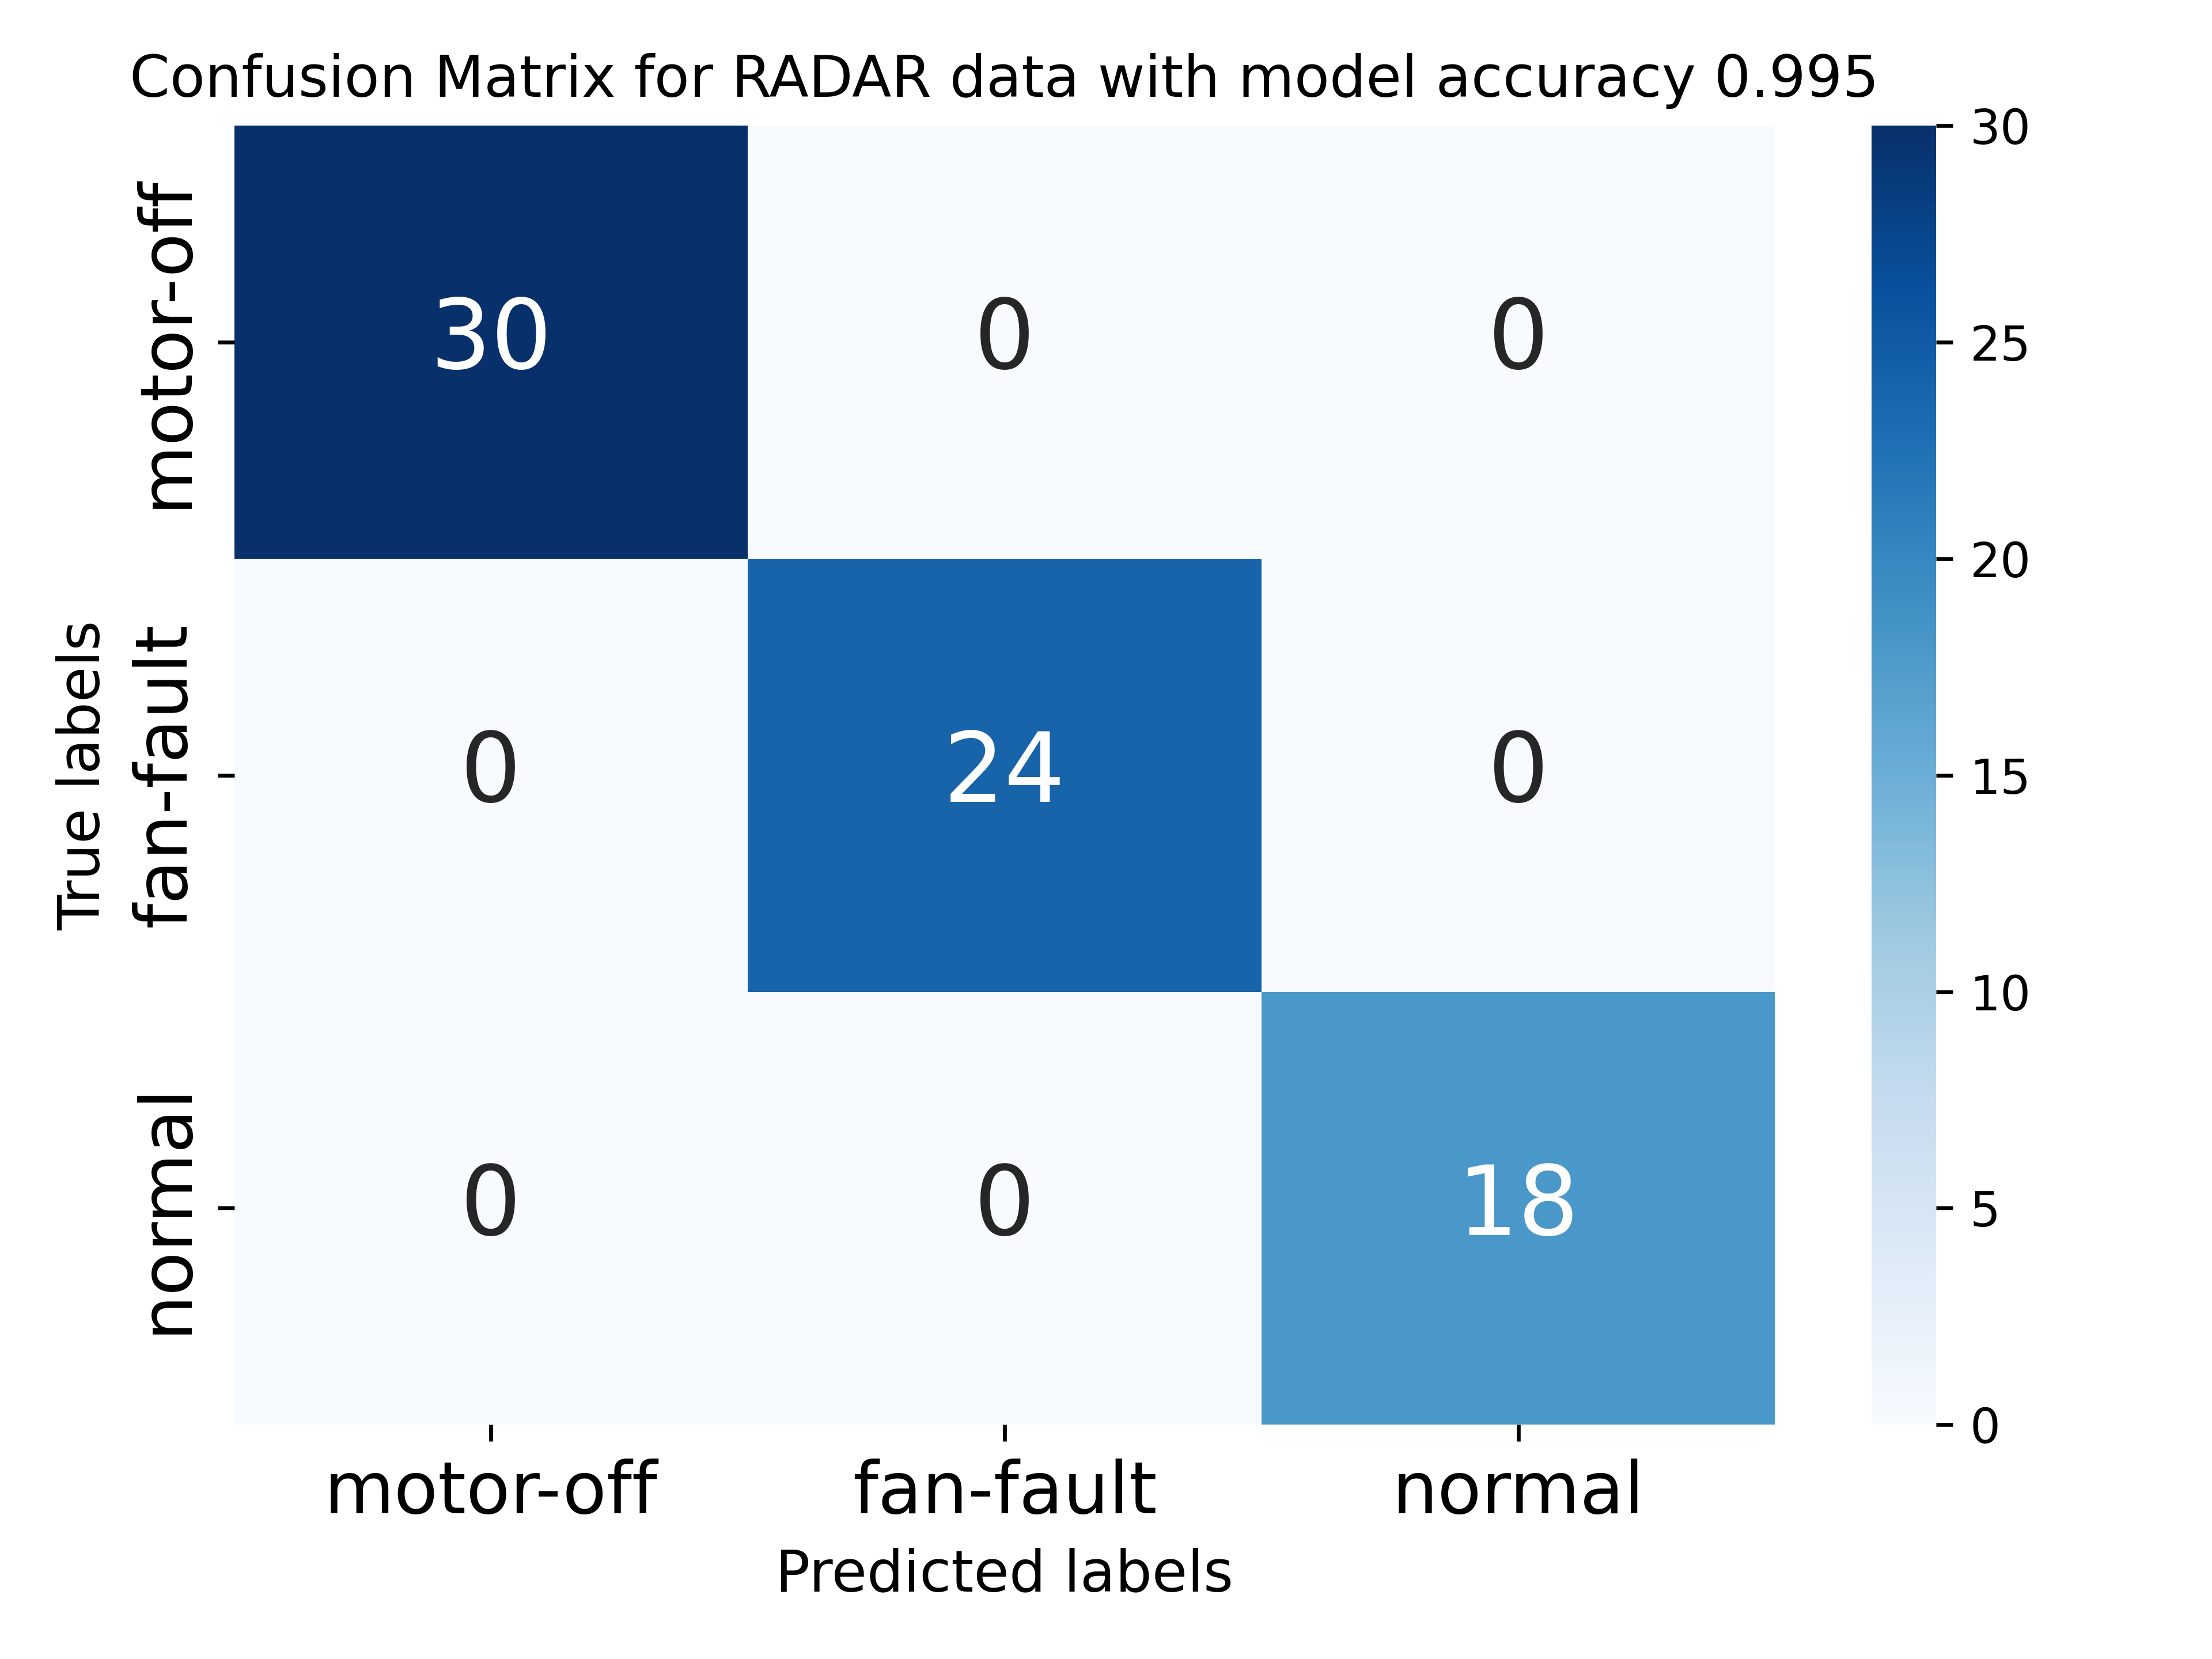 Confusion Matrix for RADAR data with model accuracy 0.995
True labels
motor-off
30 0 0
fan-fault
0 24 0
normal
0 0 18
motor-off fan-fault normal
Predicted labels
30
25
20
15
10
5
0